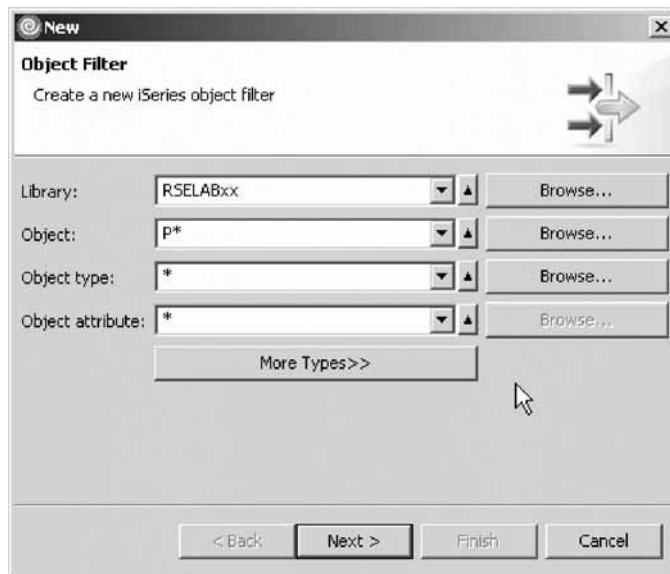 New
Object Filter
Create a new iSeries object filter
Library: RSELABxx Browse...
Object: P* Browse...
Object type: * Browse...
Object attribute: * Browse...
More Types>>
< Back Next > Finish Cancel